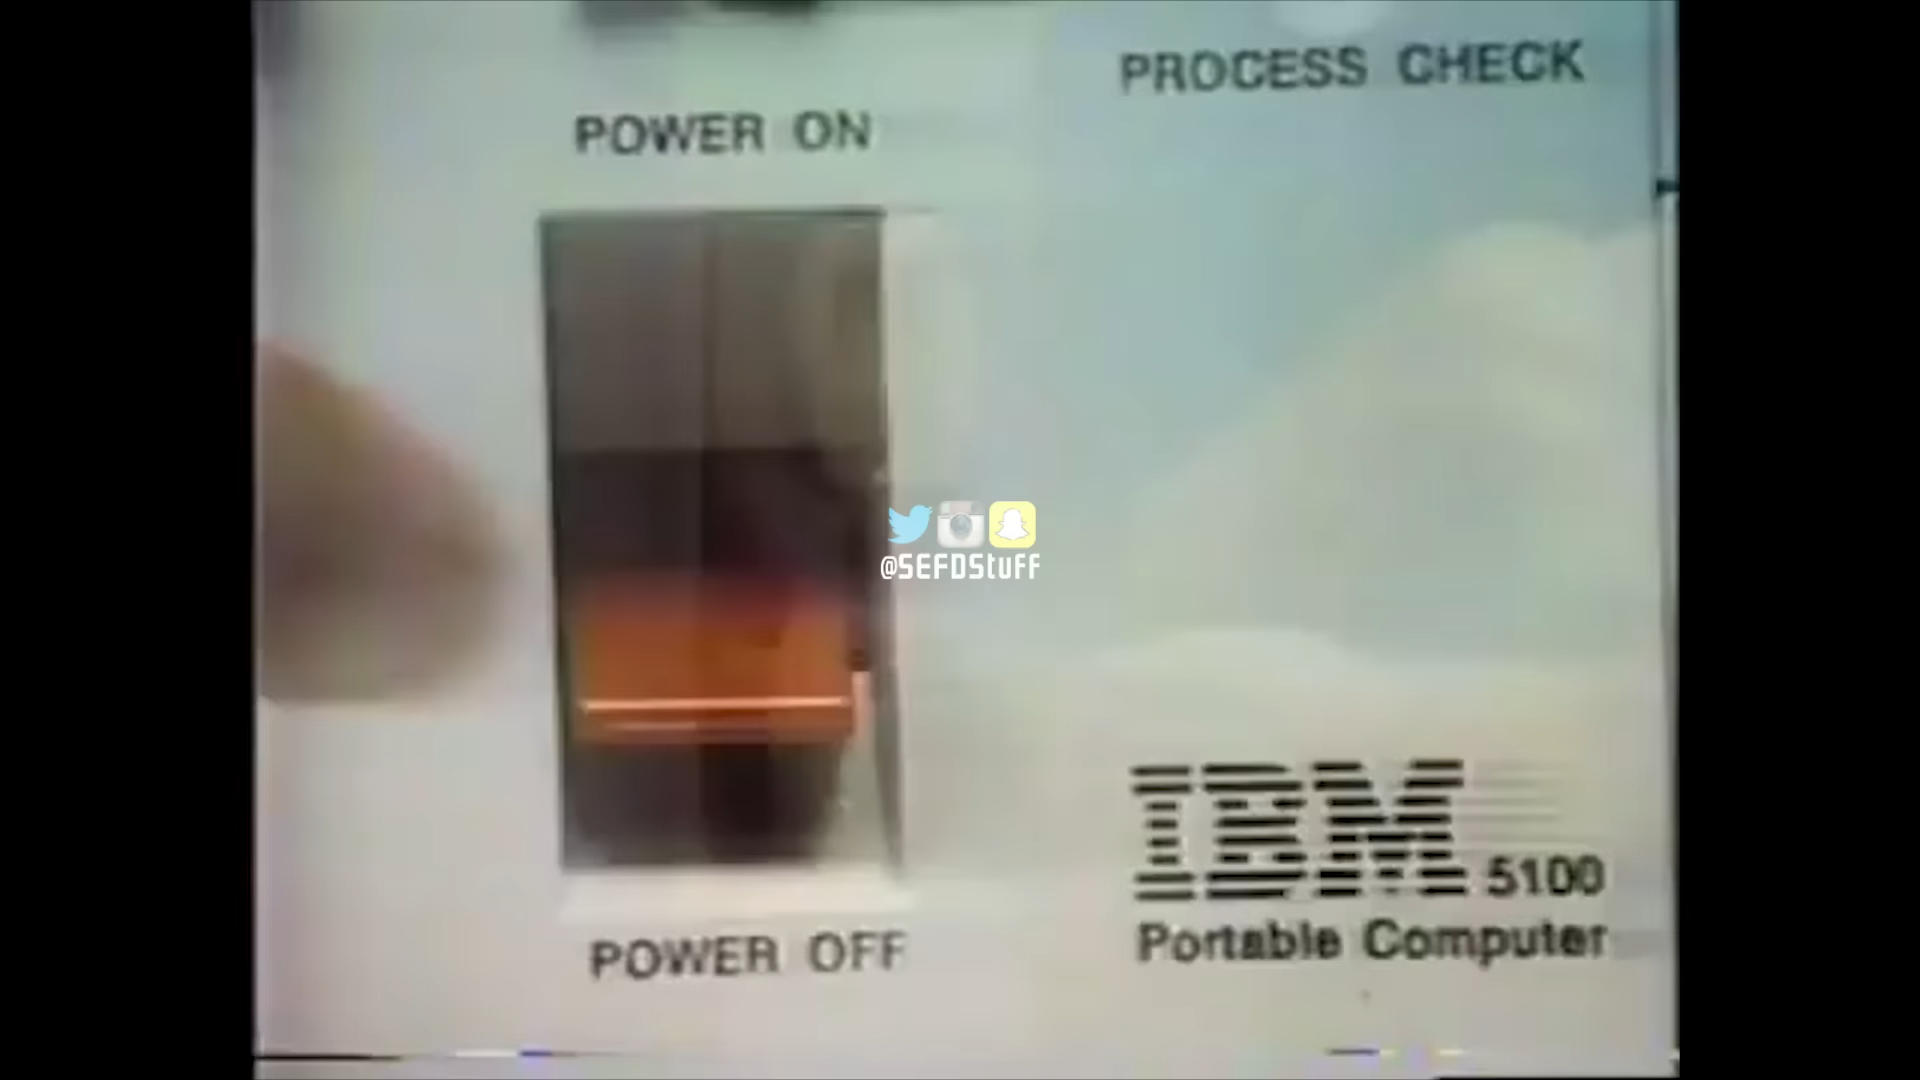 PROCESS CHECK
POWER ON
@SEFDStuff
IBM 5100
Portable Computer
POWER OFF